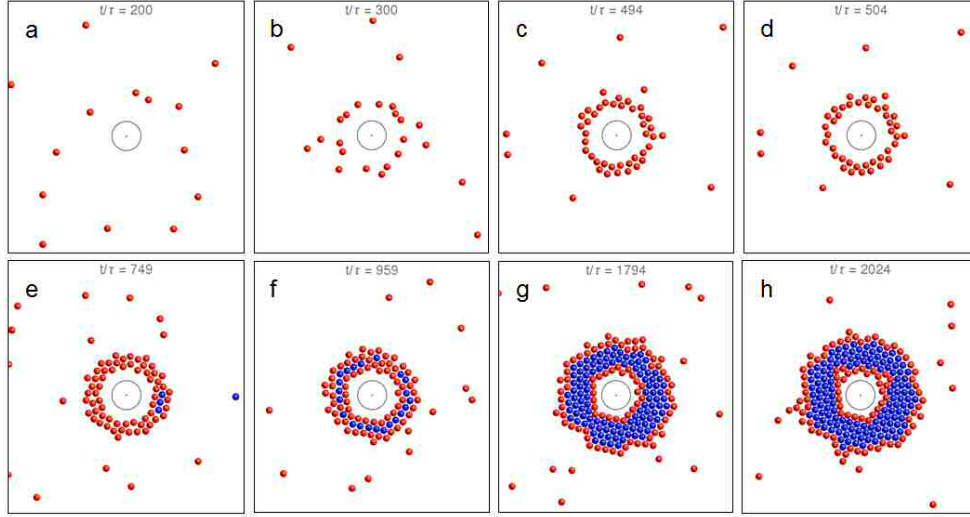 t/τ = 200
a
t/τ = 300
b
t/τ = 494
c
t/τ = 504
d
t/τ = 749
e
t/τ = 959
f
t/τ = 1794
g
t/τ = 2024
h